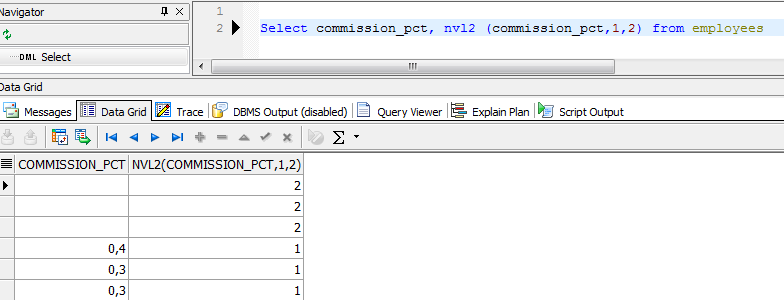 Navigator
1
2 Select commission_pct, nvl2 (commission_pct,1,2) from employees
DML Select
Data Grid
Messages Data Grid Trace DBMS Output (disabled) Query Viewer Explain Plan Script Output
COMMISSION_PCT NVL2(COMMISSION_PCT,1,2)
2
2
2
0,4 1
0,3 1
0,3 1